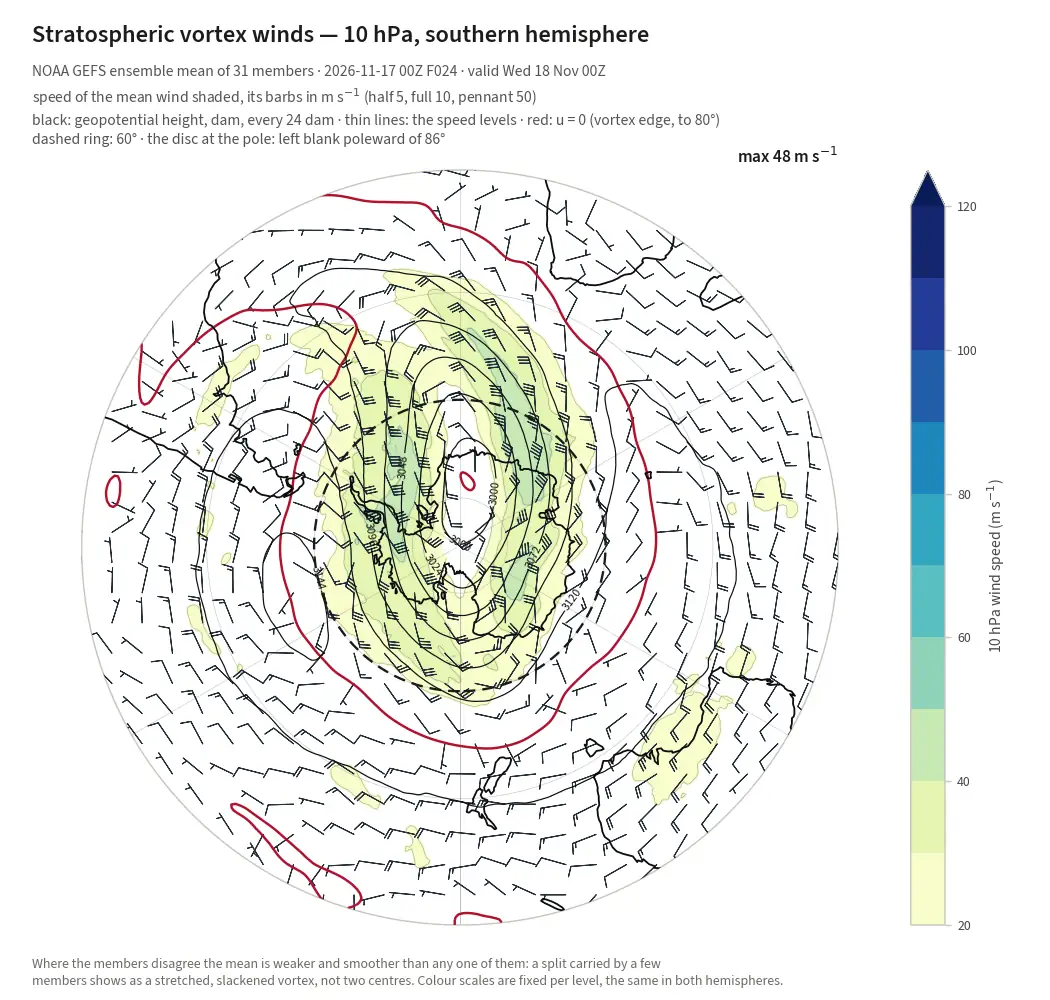 Stratospheric vortex winds — 10 hPa, southern hemisphere
NOAA GEFS ensemble mean of 31 members · 2026-11-17 00Z F024 · valid Wed 18 Nov 00Z
speed of the mean wind shaded, its barbs in m s⁻¹ (half 5, full 10, pennant 50)
black: geopotential height, dam, every 24 dam · thin lines: the speed levels · red: u = 0 (vortex edge, to 80°)
dashed ring: 60° · the disc at the pole: left blank poleward of 86°
max 48 m s⁻¹
120
100
80
60
40
20
10 hPa wind speed (m s⁻¹)
3048
3000
3024
3072
3120
Where the members disagree the mean is weaker and smoother than any one of them: a split carried by a few
members shows as a stretched, slackened vortex, not two centres. Colour scales are fixed per level, the same in both hemispheres.